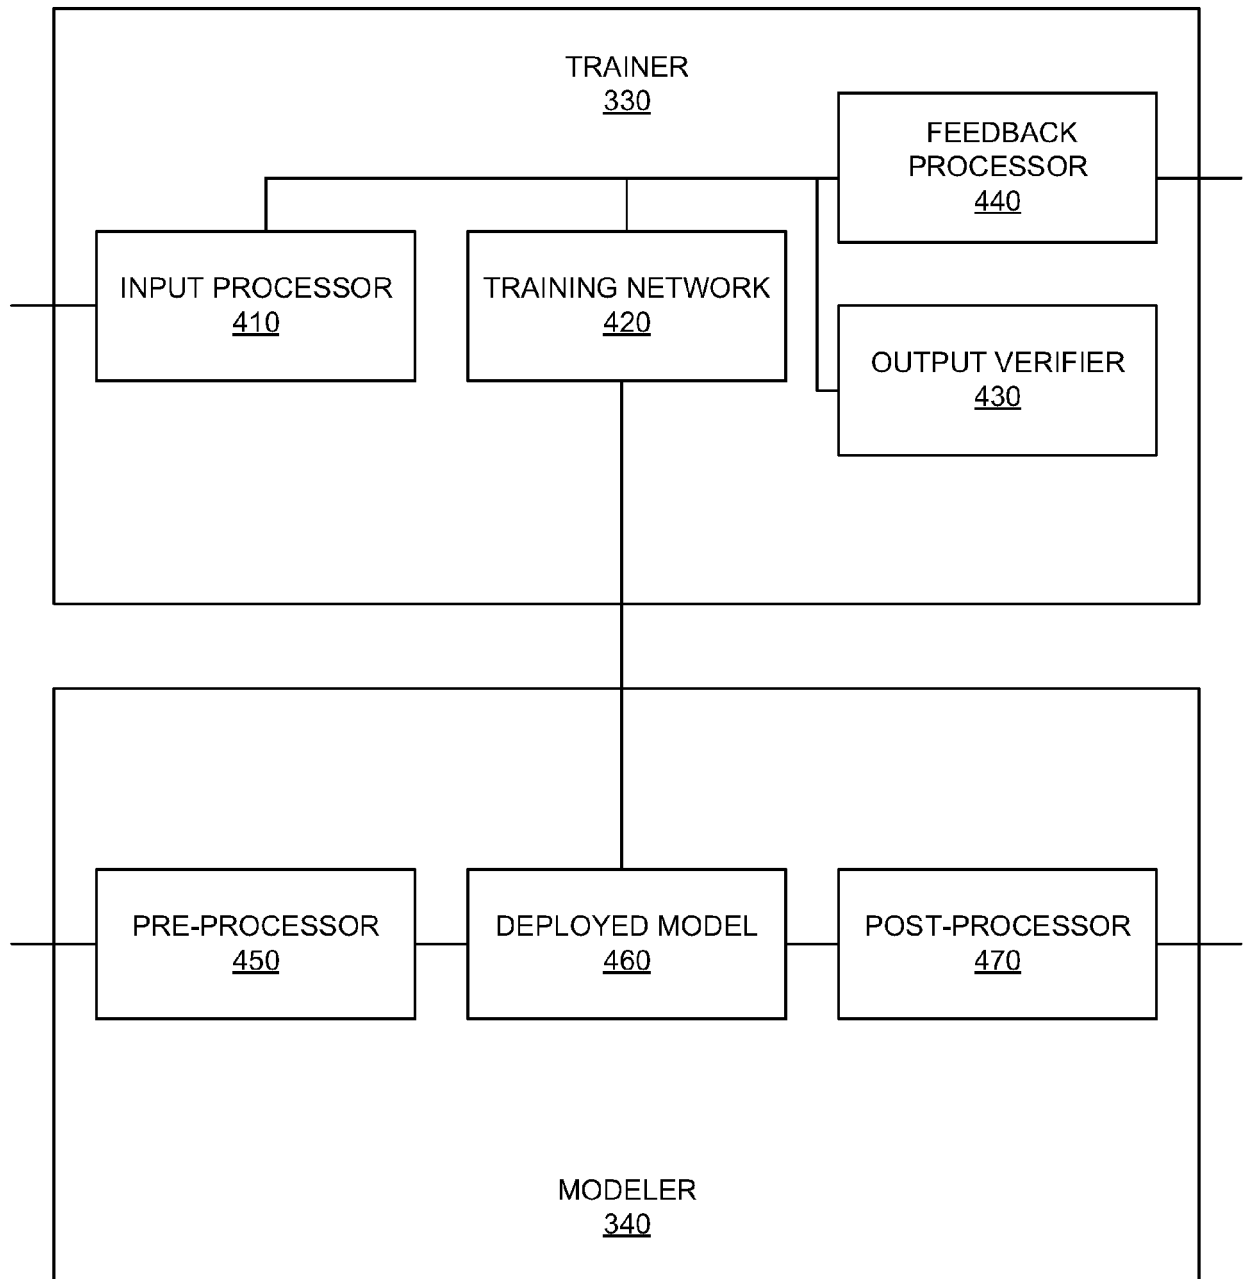 TRAINER
330
FEEDBACK
PROCESSOR
440
INPUT PROCESSOR
410
TRAINING NETWORK
420
OUTPUT VERIFIER
430
PRE-PROCESSOR
450
DEPLOYED MODEL
460
POST-PROCESSOR
470
MODELER
340